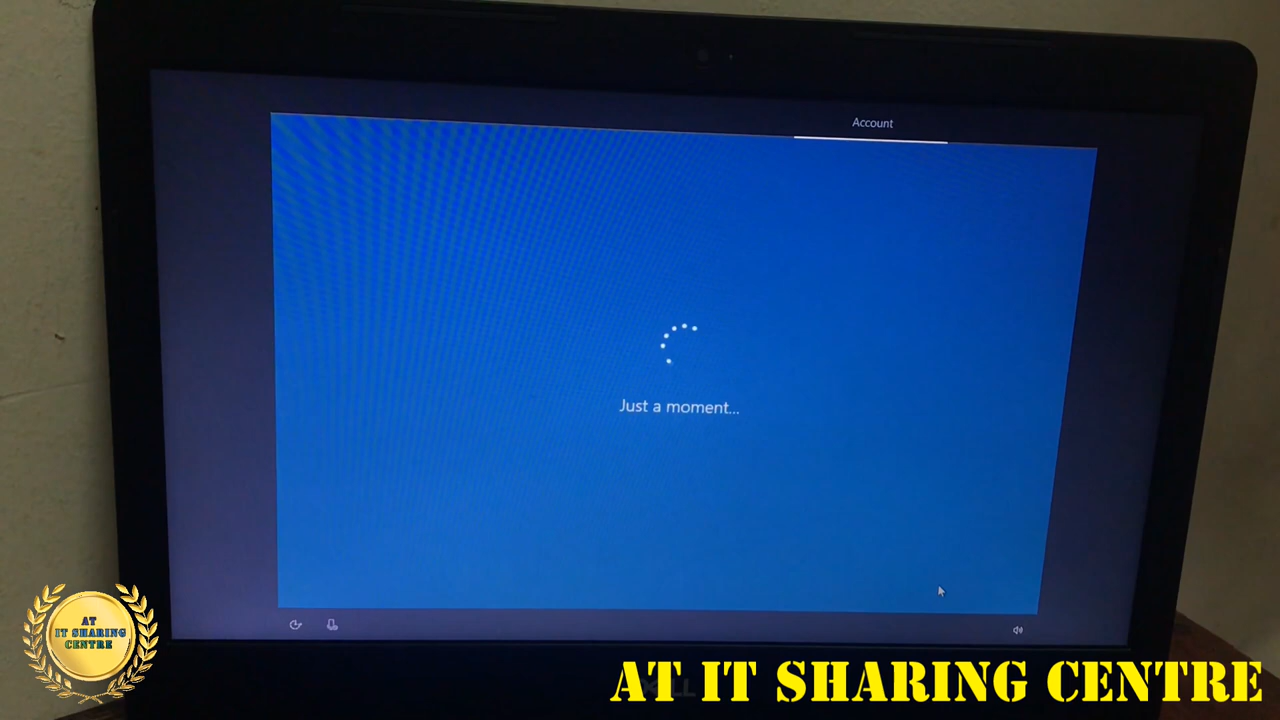 Account
Just a moment...
AT
IT SHARING
CENTRE
AT IT SHARING CENTRE